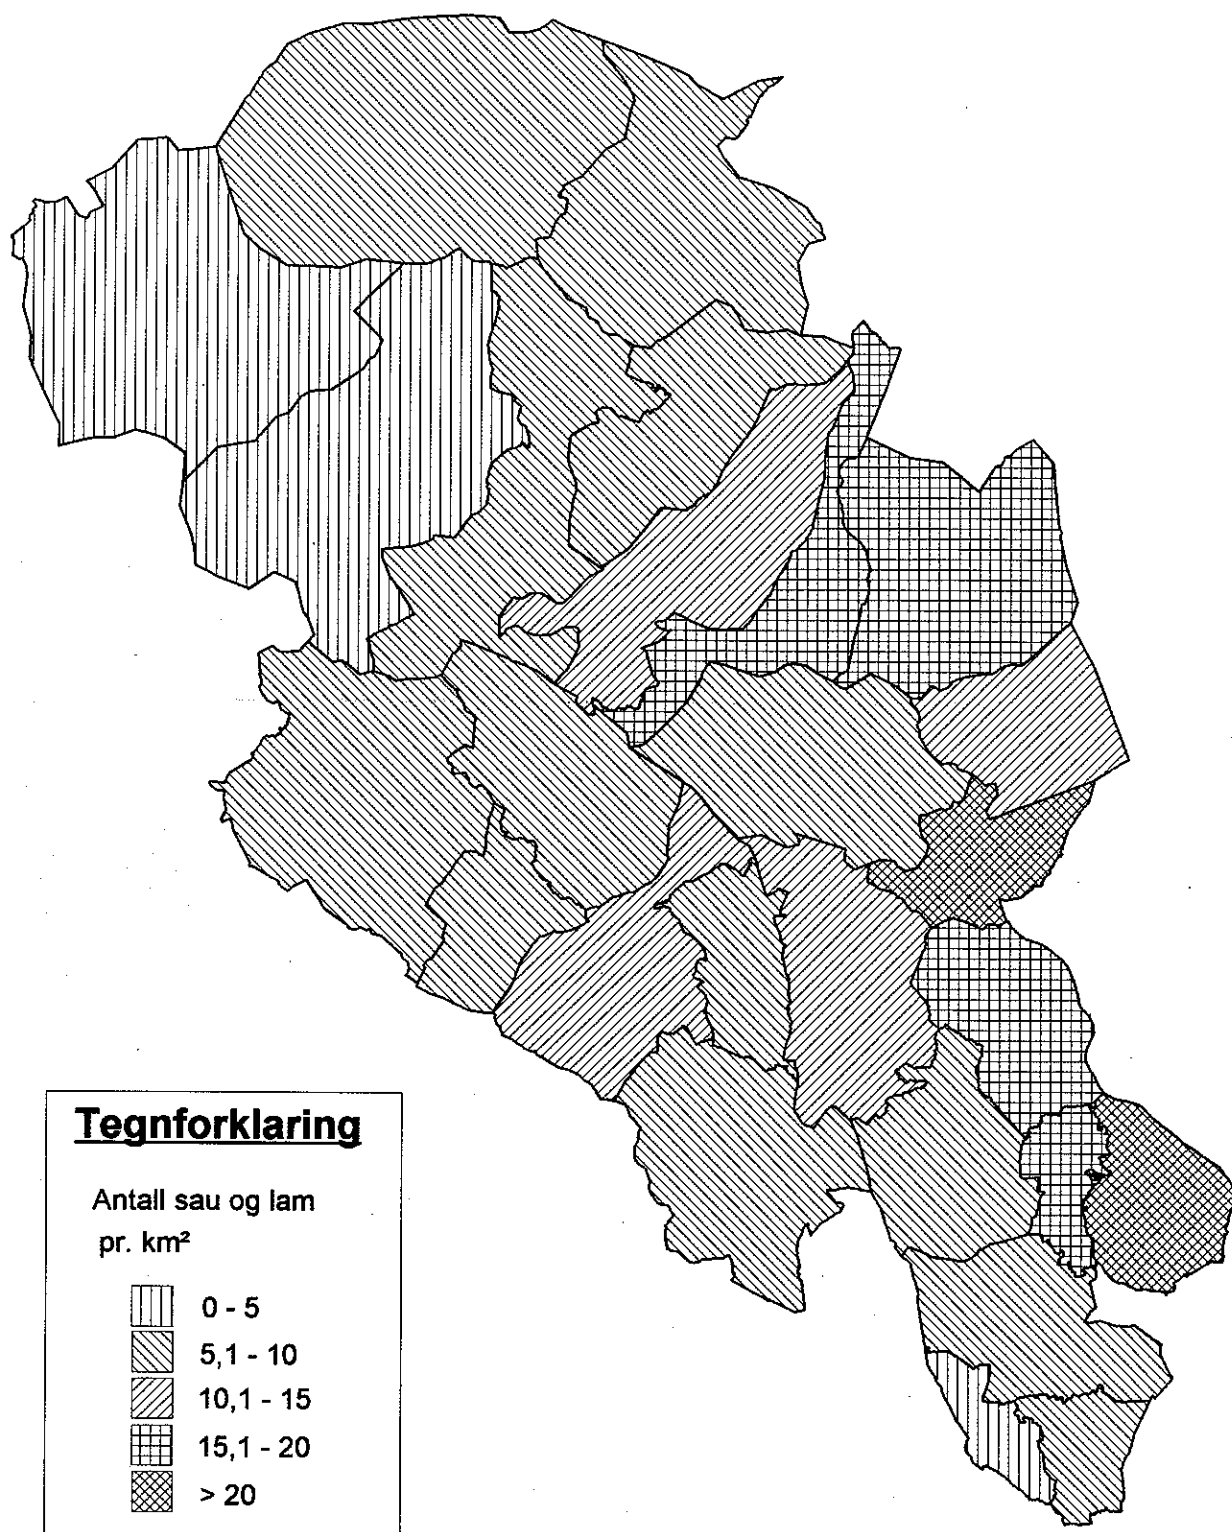 Tegnforklaring
Antall sau og lam
pr. km²
0 - 5
5,1 - 10
10,1 - 15
15,1 - 20
> 20